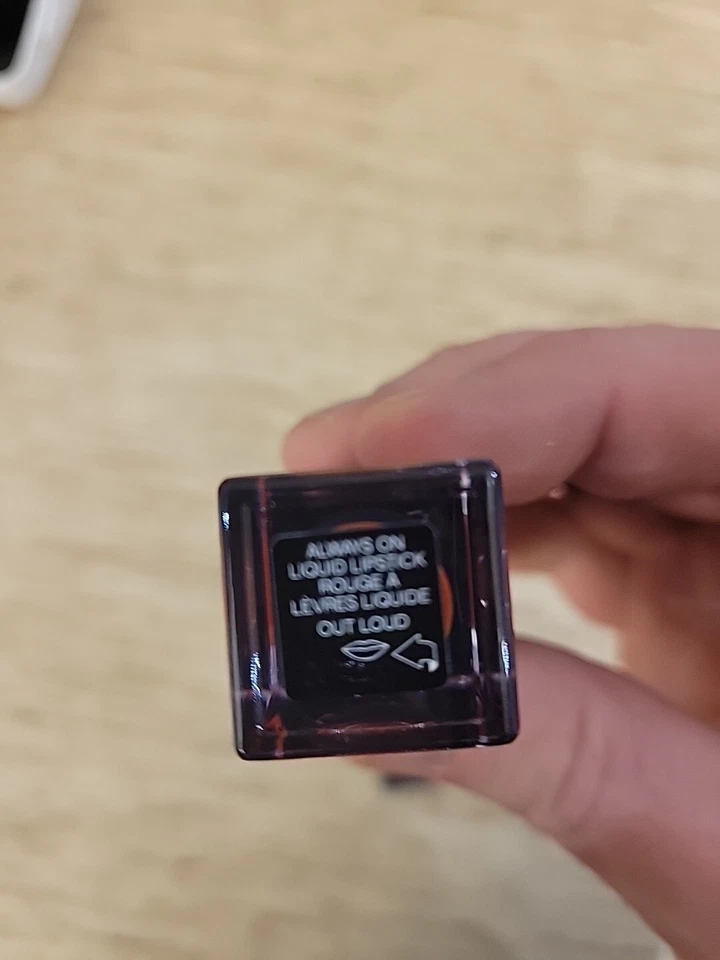 ALWAYS ON
LIQUID LIPSTICK
ROUGE A
LÈVRES LIQUIDE
OUT LOUD